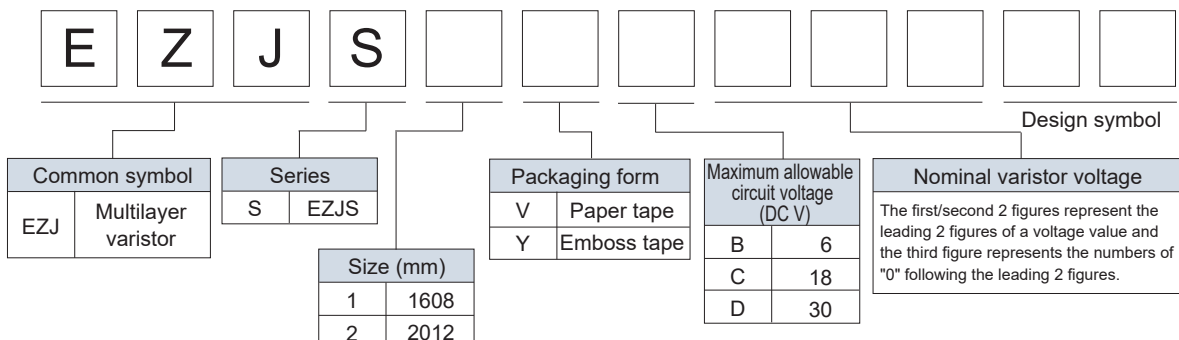 E Z J S
Design symbol
Common symbol
EZJ Multilayer
varistor
Series
S EZJS
Size (mm)
1 1608
2 2012
Packaging form
V Paper tape
Y Emboss tape
Maximum allowable
circuit voltage
(DC V)
B 6
C 18
D 30
Nominal varistor voltage
The first/second 2 figures represent the
leading 2 figures of a voltage value and
the third figure represents the numbers of
"0" following the leading 2 figures.